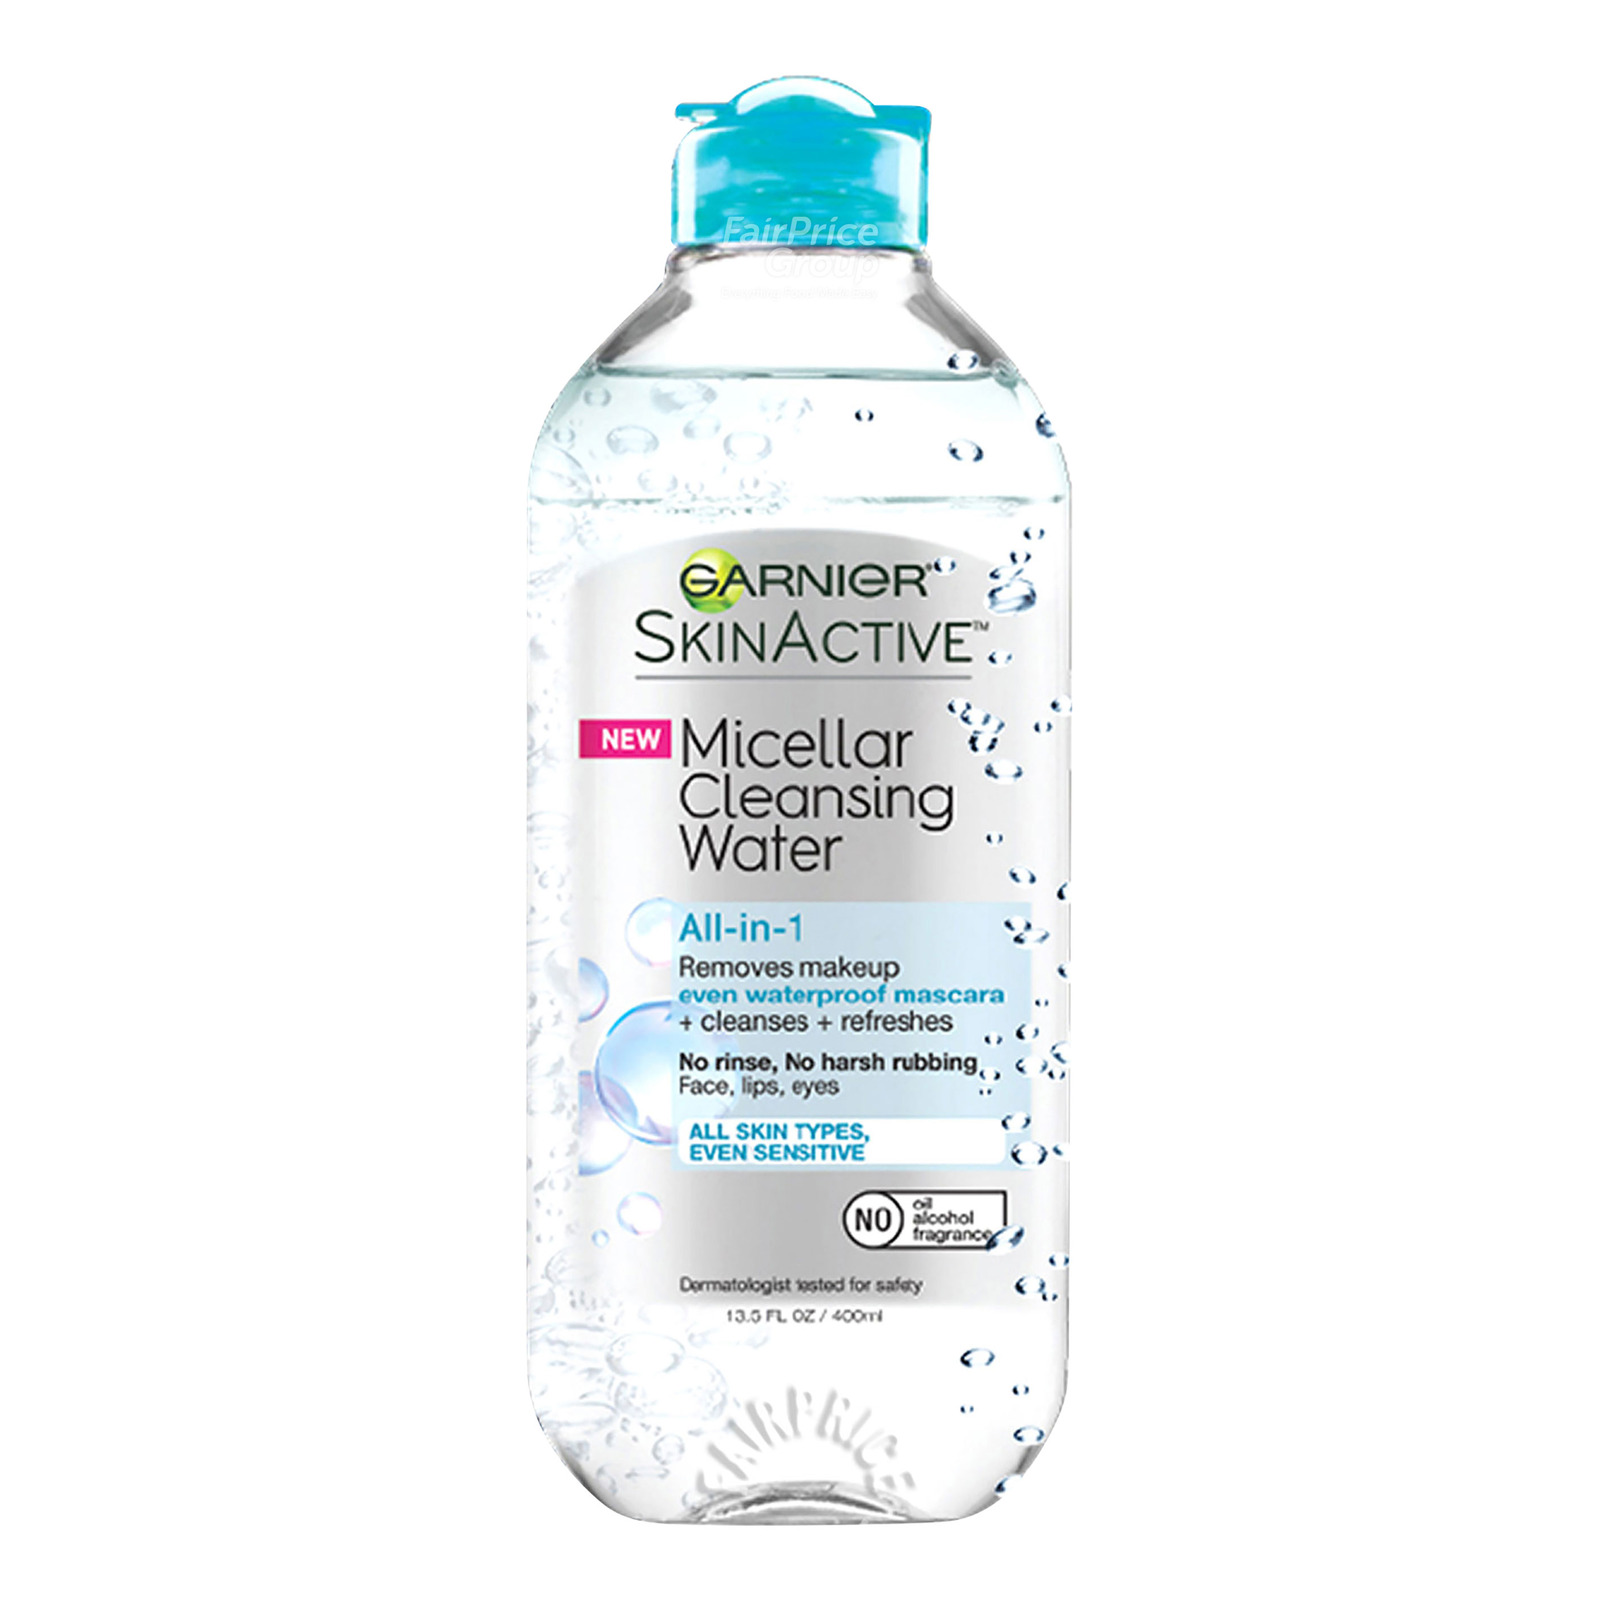 FairPrice
Group
GARNIER®
SKINACTIVE™
NEW
Micellar
Cleansing
Water
All-in-1
Removes makeup
even waterproof mascara
+ cleanses + refreshes
No rinse, No harsh rubbing
Face, lips, eyes
ALL SKIN TYPES,
EVEN SENSITIVE
NO
oil
alcohol
fragrance
Dermatologist tested for safety
13.5 FL OZ / 400ml
FAIRPRICE